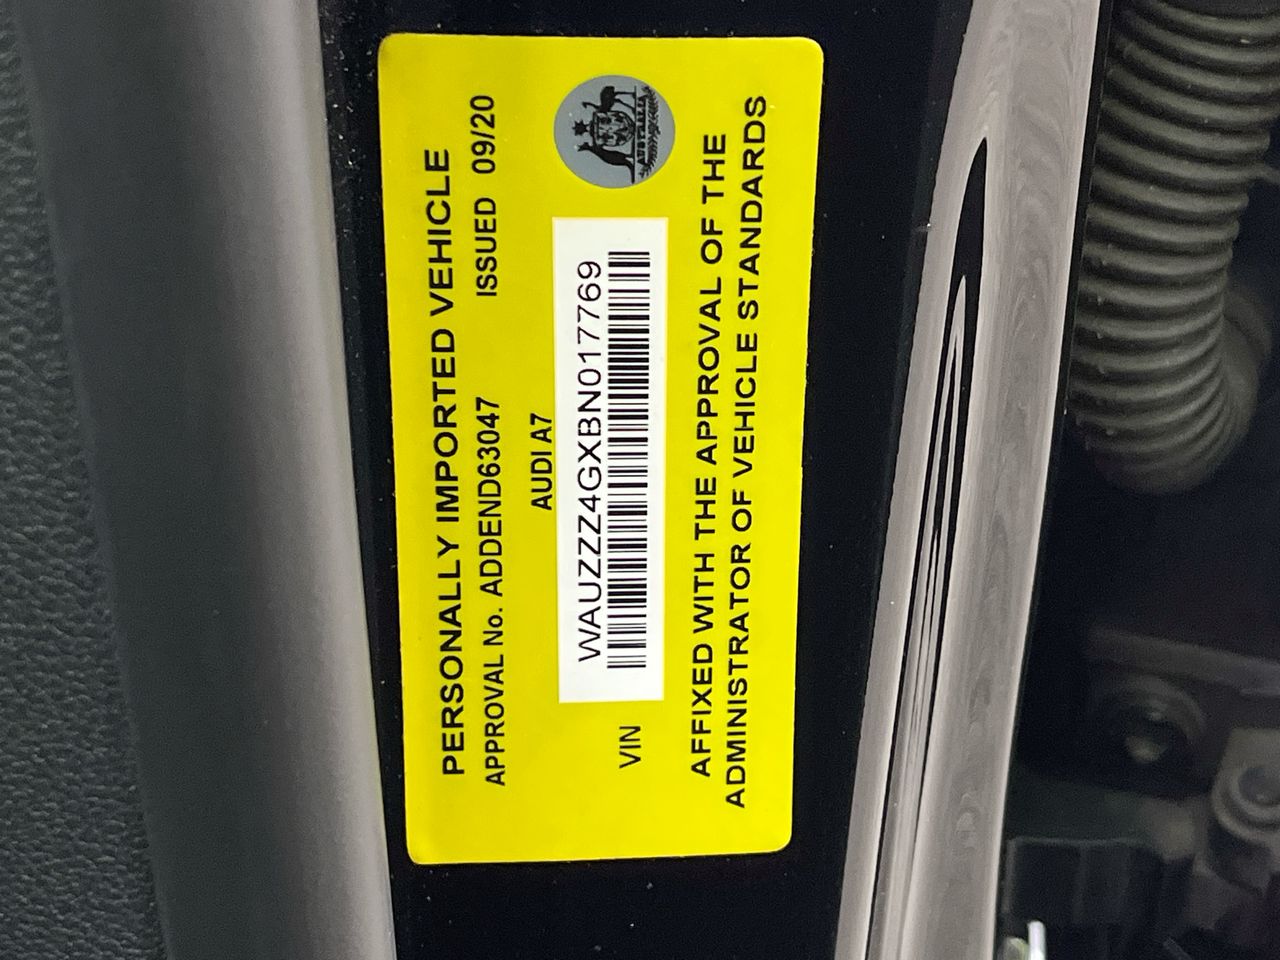 PERSONALLY IMPORTED VEHICLE
APPROVAL No. ADDEND63047 ISSUED 09/20
AUDI A7
WAUZZZ4GXBN017769
VIN
AUSTRALIA
AFFIXED WITH THE APPROVAL OF THE
ADMINISTRATOR OF VEHICLE STANDARDS